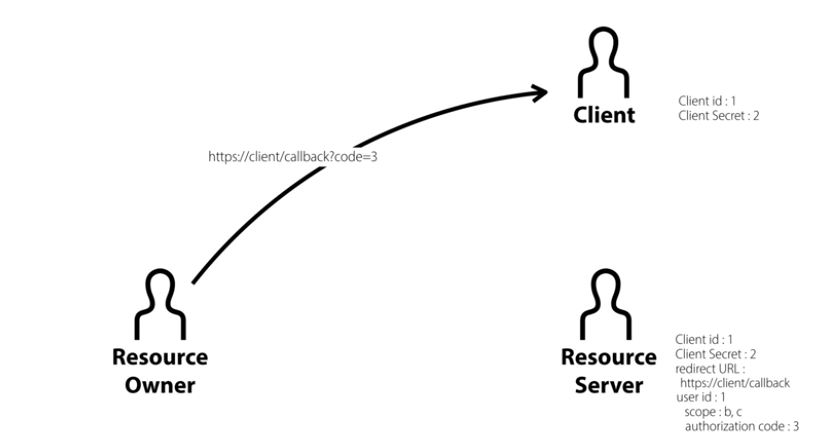 Client
Client id : 1
Client Secret : 2
https://client/callback?code=3
Resource
Owner
Resource
Server
Client id : 1
Client Secret : 2
redirect URL :
https://client/callback
user id : 1
scope : b, c
authorization code : 3